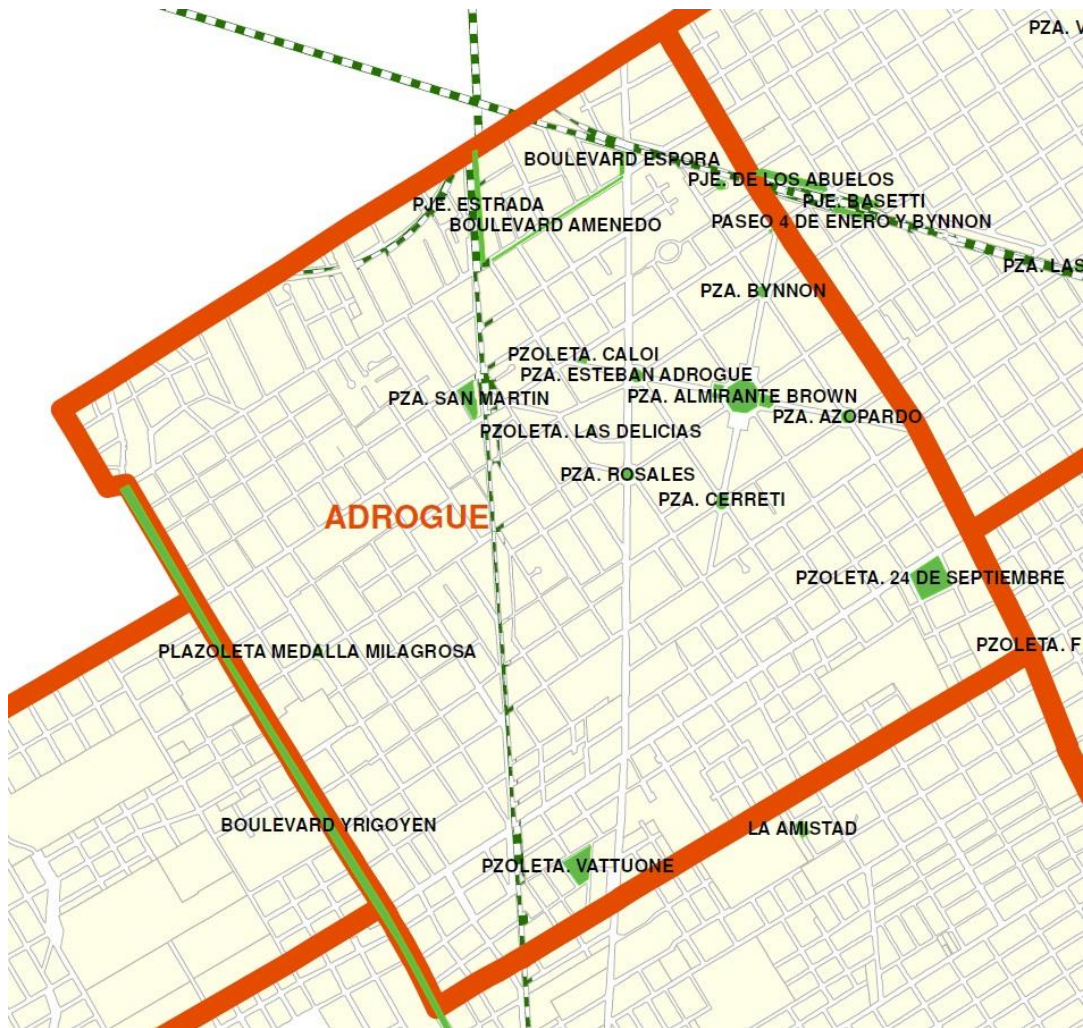 PZA. V
BOULEVARD ESPORA
PJE. DE LOS ABUELOS
PJE. ESTRADA
PJE. BASETTI
BOULEVARD AMENEDO
PASEO 4 DE ENERO Y BYNNON
PZA. LAS
PZA. BYNNON
PZOLETA. CALOI
PZA. ESTEBAN ADROGUE
PZA. SAN MARTIN
PZA. ALMIRANTE BROWN
PZA. AZOPARDO
PZOLETA. LAS DELICIAS
PZA. ROSALES
PZA. CERRETI
ADROGUE
PZOLETA. 24 DE SEPTIEMBRE
PZOLETA. F
PLAZOLETA MEDALLA MILAGROSA
BOULEVARD YRIGOYEN
LA AMISTAD
PZOLETA. VATTUONE